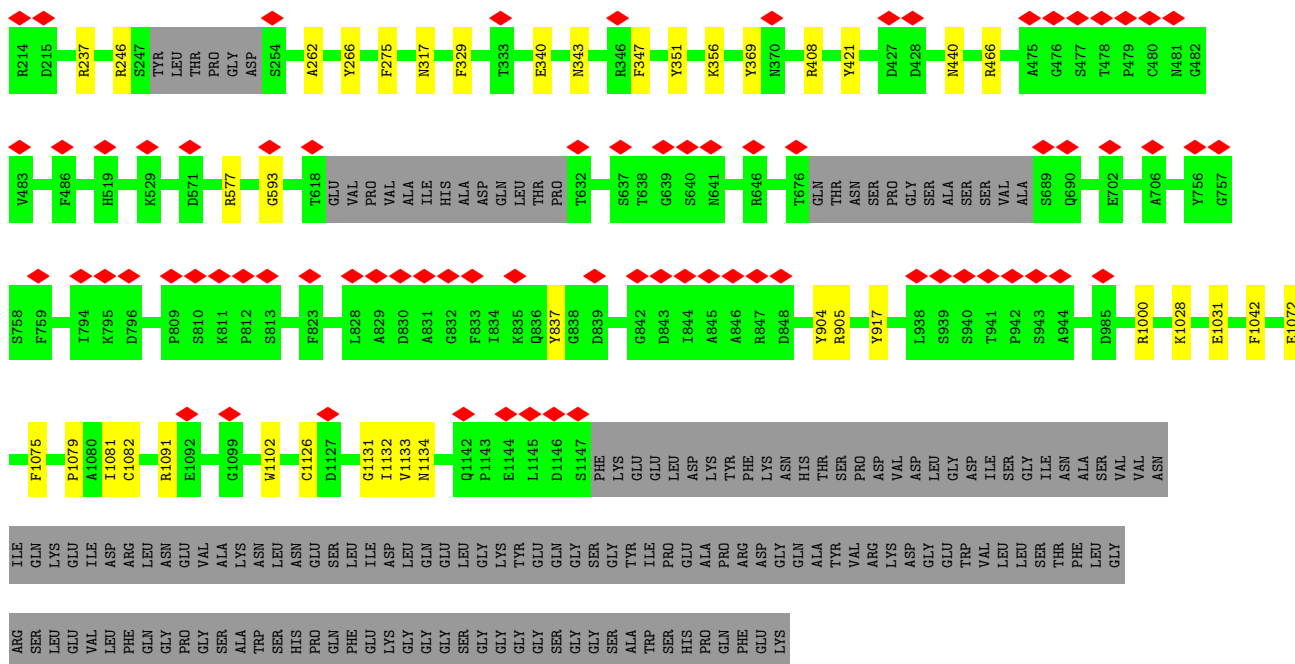 R214 D215 R237 R246 S247 TYR LEU THR PRO GLY ASP S254 A262 Y266 F275 N317 F329 T333 E340 N343 R346 F347 Y351 K356 Y369 N370 R408 Y421 D427 D428 N440 R466 A475 G476 S477 T478 P479 C480 N481 G482
V483 F486 H519 K529 D571 R577 G593 T618 GLU VAL PRO VAL ALA ILE HIS ALA ASP GLN LEU THR PRO T632 S637 T638 G639 S640 N641 R646 T676 GLN THR ASN SER PRO GLY SER ALA SER SER VAL ALA S689 Q690 E702 A706 Y756 G757
S758 F759 I794 K795 D796 P809 S810 K811 P812 S813 F823 L828 A829 D830 A831 G832 F833 I834 K835 Q836 Y837 G838 D839 G842 D843 I844 A845 A846 R847 D848 Y904 R905 Y917 L938 S939 S940 T941 P942 S943 A944 D985 R1000 K1028 E1031 F1042 E1072
F1075 P1079 A1080 I1081 C1082 R1091 E1092 G1099 W1102 C1126 D1127 G1131 I1132 V1133 N1134 Q1142 P1143 E1144 L1145 D1146 S1147 PHE LYS GLU GLU LEU ASP LYS TYR PHE LYS ASN HIS THR SER PRO ASP VAL ASP LEU GLY ASP ILE SER GLY ILE ASN ALA SER VAL VAL ASN
ILE GLN LYS GLU ILE ASP ARG LEU ASN GLU VAL ALA LYS ASN LEU ASN GLU SER LEU ILE ASP LEU GLN GLU LEU GLY LYS TYR GLU GLN GLY SER GLY TYR ILE PRO GLU ALA PRO ARG ASP GLY GLN ALA TYR VAL ARG LYS ASP GLY GLU TRP VAL LEU LEU SER THR PHE LEU GLY
ARG SER LEU GLU VAL LEU PHE GLN GLY PRO GLY SER ALA TRP SER HIS PRO GLN PHE GLU LYS GLY GLY GLY SER GLY GLY GLY GLY SER GLY GLY SER ALA TRP SER HIS PRO GLN PHE GLU LYS